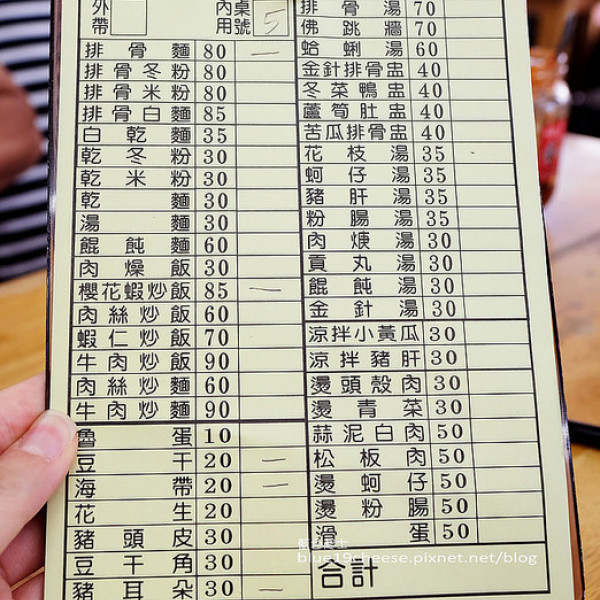 外帶 內用 桌號 5
排骨麵 80 一
排骨冬粉 80
排骨米粉 80
排骨白麵 85
白乾麵 35
乾冬粉 30
乾米粉 30
乾麵 30
湯麵 30
餛飩麵 60
肉燥飯 30
櫻花蝦炒飯 85 一
肉絲炒飯 60
蝦仁炒飯 70
牛肉炒飯 90
肉絲炒麵 60
牛肉炒麵 90
魯蛋 10
豆干 20 一
海帶 20 一
花生 20
豬頭皮 30
豆干角 30
豬耳朵 30 一
排骨湯 70
佛跳牆 70
蛤蜊湯 60
金針排骨盅 40
冬菜鴨盅 40
蘆筍肚盅 40
苦瓜排骨盅 40
花枝湯 35
蚵仔湯 35
豬肝湯 35
粉腸湯 35
肉焿湯 30
貢丸湯 30
餛飩湯 30
金針湯 30
涼拌小黃瓜 30
涼拌豬肝 30
燙頭殼肉 30
燙青菜 30
蒜泥白肉 50
松板肉 50
燙蚵仔 50
燙粉腸 50
蛋 50
合計
blue19cheese.pixnet.net/blog